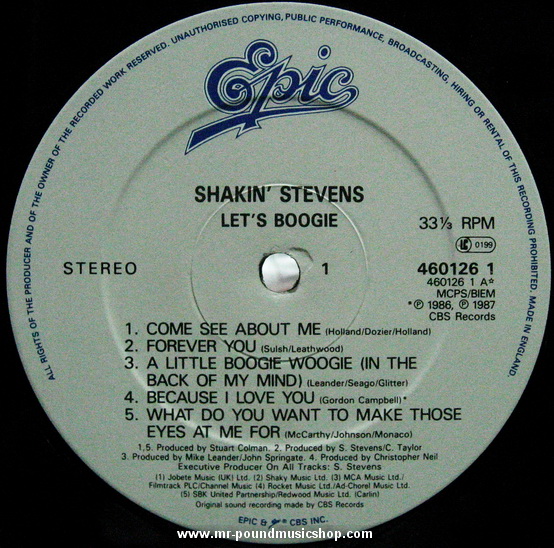 ALL RIGHTS OF THE PRODUCER AND OF THE OWNER OF THE RECORDED WORK RESERVED. UNAUTHORISED COPYING, PUBLIC PERFORMANCE, BROADCASTING, HIRING OR RENTAL OF THIS RECORDING PROHIBITED. MADE IN ENGLAND.
Epic
SHAKIN' STEVENS
LET'S BOOGIE
33⅓ RPM
LC 0199
STEREO
1
460126 1
460126 1 A☆
MCPS/BIEM
*℗ 1986, ℗ 1987
CBS Records
1. COME SEE ABOUT ME (Holland/Dozier/Holland)
2. FOREVER YOU (Sulsh/Leathwood)
3. A LITTLE BOOGIE WOOGIE (IN THE
BACK OF MY MIND) (Leander/Seago/Glitter)
4. BECAUSE I LOVE YOU (Gordon Campbell)*
5. WHAT DO YOU WANT TO MAKE THOSE
EYES AT ME FOR (McCarthy/Johnson/Monaco)
1,5. Produced by Stuart Colman. 2. Produced by S. Stevens/C. Taylor
3. Produced by Mike Leander/John Springate. 4. Produced by Christopher Neil
Executive Producer On All Tracks: S. Stevens
(1) Jobete Music (UK) Ltd. (2) Shaky Music Ltd. (3) MCA Music Ltd./
Filmtrack PLC/Channel Music (4) Rocket Music Ltd./Ad-Chorel Music Ltd.
(5) SBK United Partnership/Redwood Music Ltd. (Carlin)
Original sound recording made by CBS Records
EPIC & CBS INC.
www.mr-poundmusicshop.com